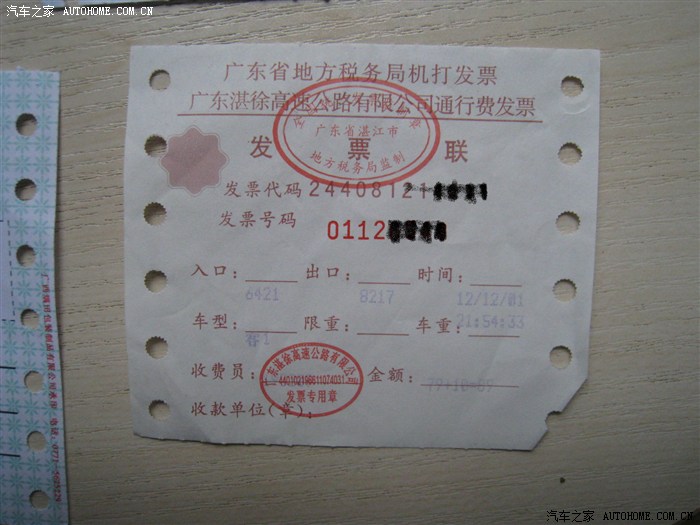 汽车之家 AUTOHOME.COM.CN
广东省地方税务局机打发票
广东湛徐高速公路有限公司通行费发票
广东省湛江市
地方税务局监制
发 票 联
发票代码 24408121
发票号码 0112
入口： 出口： 时间：
6421 8217 12/12/01
车型： 限重： 车重：
客1 21:54:33
收费员： 金额：
广东湛徐高速公路有限公司
发票专用章
收款单位(章)：
汽车之家 AUTOHOME.COM.CN